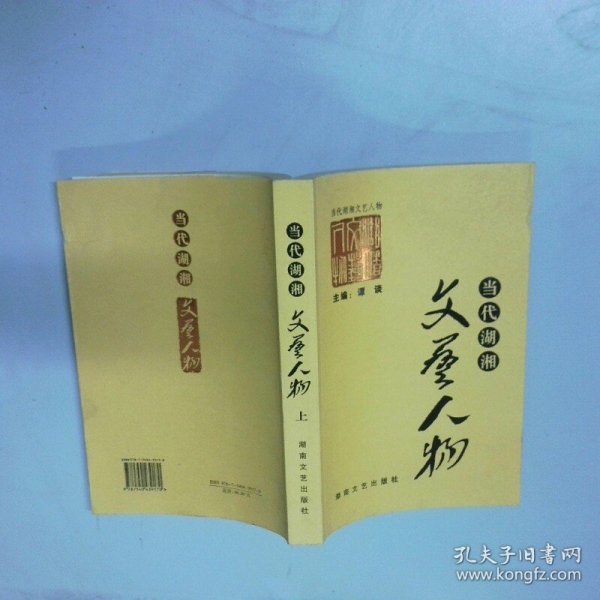 当代湖湘
文艺人物
当代湖湘
文艺人物
上
湖南文艺出版社
当代湖湘文艺人物
主编：谭 谈
当代湖湘
文艺人物
湖南文艺出版社
孔夫子旧书网
www.kongfz.com